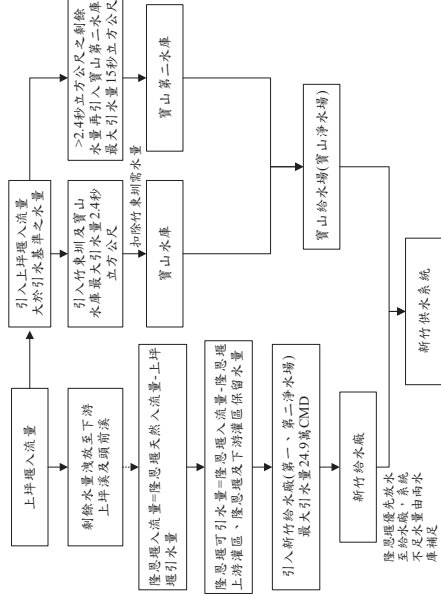 上坪堰入流量
引入上坪堰入流量
大於引水基準之水量
引入竹東圳及寶山
水庫最大引水量2.4秒
立方公尺
>2.4秒立方公尺之剩餘
水量再引入寶山第二水庫
最大引水量15秒立方公尺
扣除竹東圳需水量
寶山水庫
寶山第二水庫
寶山給水場(寶山淨水場)
剩餘水量洩放至下游
上坪溪及頭前溪
隆恩堰入流量=隆恩堰天然入流量-上坪
堰引水量
隆恩堰可引水量=隆恩堰入流量-隆恩堰
上游灌區、隆恩堰及下游灌區保留水量
引入新竹給水廠(第一、第二淨水場)
最大引水量24.9萬CMD
新竹給水廠
隆恩堰優先放水
至給水廠，系統
不足水量由兩水
庫補足
新竹供水系統